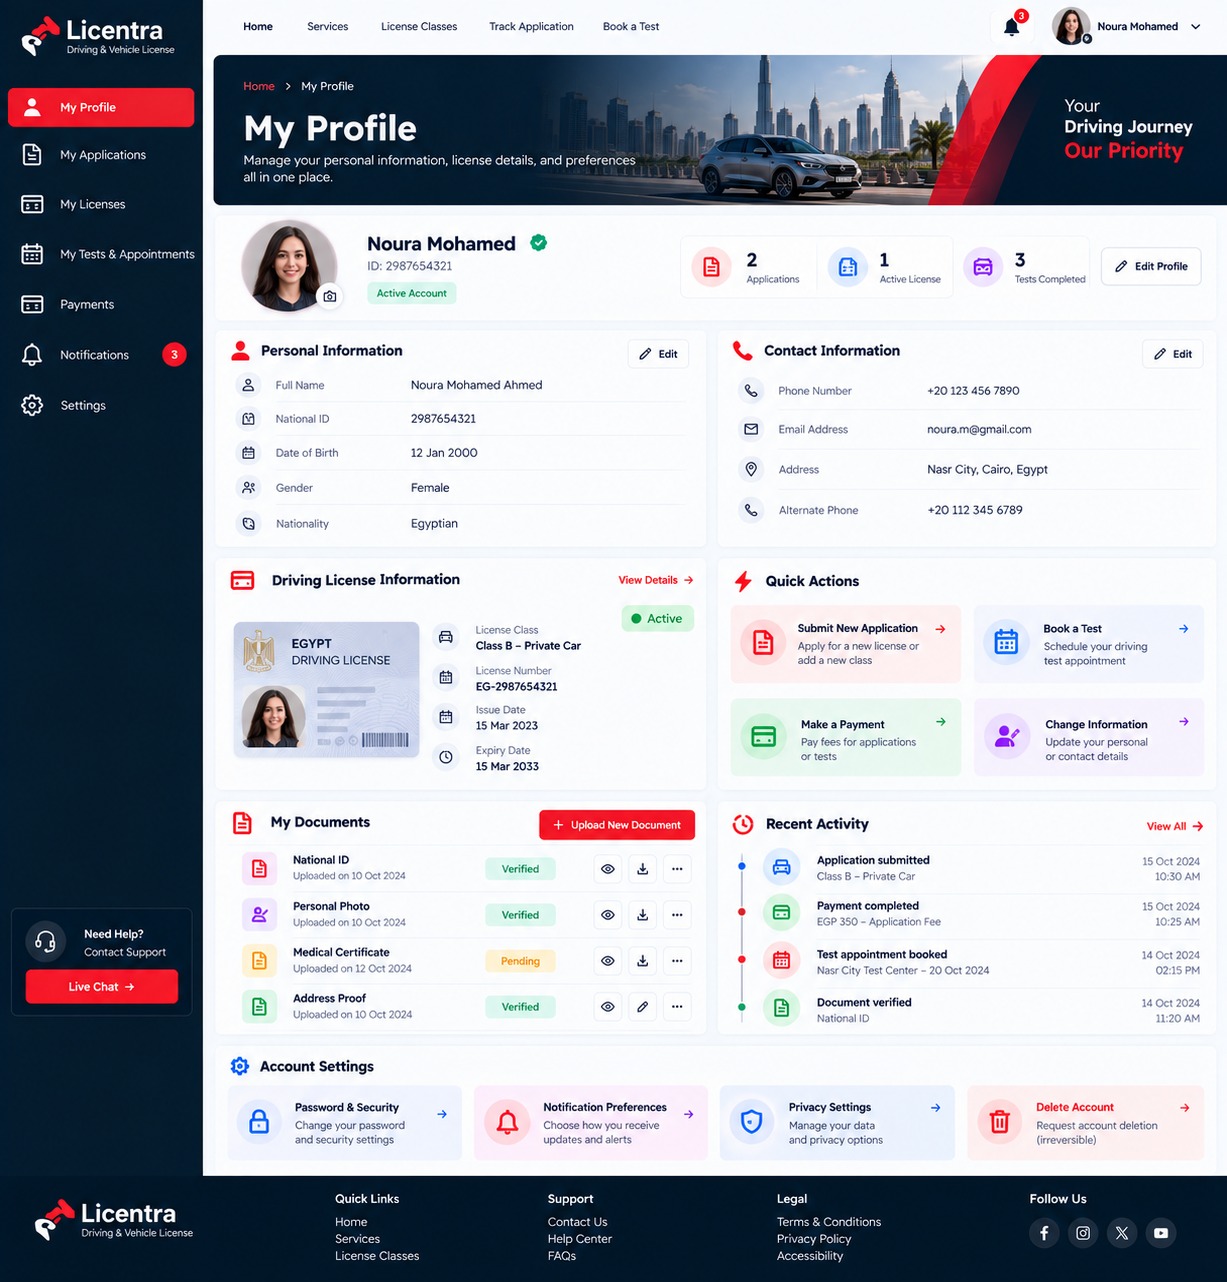 Licentra
Driving & Vehicle License
My Profile
My Applications
My Licenses
My Tests & Appointments
Payments
Notifications
3
Settings
Need Help?
Contact Support
Live Chat →
Home
Services
License Classes
Track Application
Book a Test
3
Noura Mohamed
Home > My Profile
My Profile
Manage your personal information, license details, and preferences
all in one place.
Your
Driving Journey
Our Priority
Noura Mohamed
ID: 2987654321
Active Account
2
Applications
1
Active License
3
Tests Completed
Edit Profile
Personal Information
Edit
Full Name
Noura Mohamed Ahmed
National ID
2987654321
Date of Birth
12 Jan 2000
Gender
Female
Nationality
Egyptian
Contact Information
Edit
Phone Number
+20 123 456 7890
Email Address
noura.m@gmail.com
Address
Nasr City, Cairo, Egypt
Alternate Phone
+20 112 345 6789
Driving License Information
View Details →
Active
EGYPT
DRIVING LICENSE
License Class
Class B – Private Car
License Number
EG-2987654321
Issue Date
15 Mar 2023
Expiry Date
15 Mar 2033
Quick Actions
Submit New Application →
Apply for a new license or
add a new class
Book a Test →
Schedule your driving
test appointment
Make a Payment →
Pay fees for applications
or tests
Change Information →
Update your personal
or contact details
My Documents
+ Upload New Document
National ID
Uploaded on 10 Oct 2024
Verified
Personal Photo
Uploaded on 10 Oct 2024
Verified
Medical Certificate
Uploaded on 12 Oct 2024
Pending
Address Proof
Uploaded on 10 Oct 2024
Verified
Recent Activity
View All →
Application submitted
Class B – Private Car
15 Oct 2024
10:30 AM
Payment completed
EGP 350 – Application Fee
15 Oct 2024
10:25 AM
Test appointment booked
Nasr City Test Center – 20 Oct 2024
14 Oct 2024
02:15 PM
Document verified
National ID
14 Oct 2024
11:20 AM
Account Settings
Password & Security →
Change your password
and security settings
Notification Preferences →
Choose how you receive
updates and alerts
Privacy Settings →
Manage your data
and privacy options
Delete Account →
Request account deletion
(irreversible)
Licentra
Driving & Vehicle License
Quick Links
Home
Services
License Classes
Support
Contact Us
Help Center
FAQs
Legal
Terms & Conditions
Privacy Policy
Accessibility
Follow Us